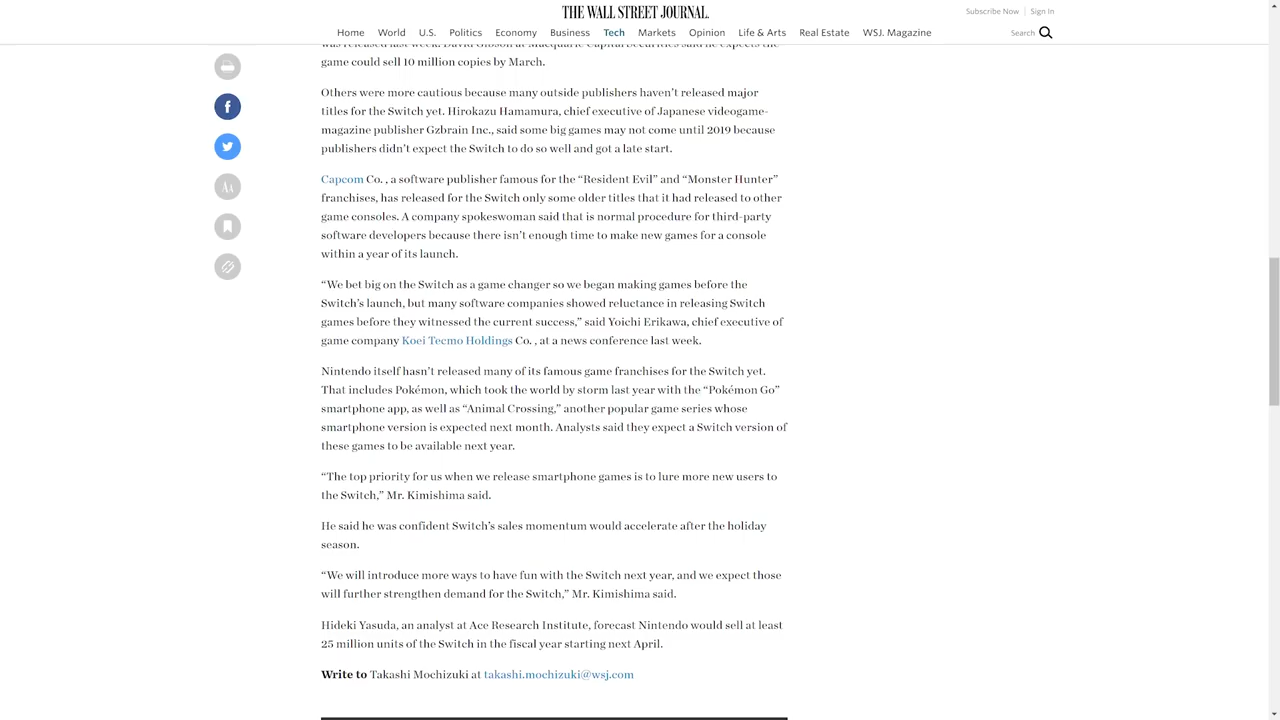 THE WALL STREET JOURNAL.
Subscribe Now | Sign In
Home World U.S. Politics Economy Business Tech Markets Opinion Life & Arts Real Estate WSJ. Magazine Search
was released last week. David Gibson at Macquarie Capital Securities said he expects the
game could sell 10 million copies by March.
Others were more cautious because many outside publishers haven’t released major
titles for the Switch yet. Hirokazu Hamamura, chief executive of Japanese videogame-
magazine publisher Gzbrain Inc., said some big games may not come until 2019 because
publishers didn’t expect the Switch to do so well and got a late start.
Capcom Co. , a software publisher famous for the “Resident Evil” and “Monster Hunter”
franchises, has released for the Switch only some older titles that it had released to other
game consoles. A company spokeswoman said that is normal procedure for third-party
software developers because there isn’t enough time to make new games for a console
within a year of its launch.
“We bet big on the Switch as a game changer so we began making games before the
Switch’s launch, but many software companies showed reluctance in releasing Switch
games before they witnessed the current success,” said Yoichi Erikawa, chief executive of
game company Koei Tecmo Holdings Co. , at a news conference last week.
Nintendo itself hasn’t released many of its famous game franchises for the Switch yet.
That includes Pokémon, which took the world by storm last year with the “Pokémon Go”
smartphone app, as well as “Animal Crossing,” another popular game series whose
smartphone version is expected next month. Analysts said they expect a Switch version of
these games to be available next year.
“The top priority for us when we release smartphone games is to lure more new users to
the Switch,” Mr. Kimishima said.
He said he was confident Switch’s sales momentum would accelerate after the holiday
season.
“We will introduce more ways to have fun with the Switch next year, and we expect those
will further strengthen demand for the Switch,” Mr. Kimishima said.
Hideki Yasuda, an analyst at Ace Research Institute, forecast Nintendo would sell at least
25 million units of the Switch in the fiscal year starting next April.
Write to Takashi Mochizuki at takashi.mochizuki@wsj.com